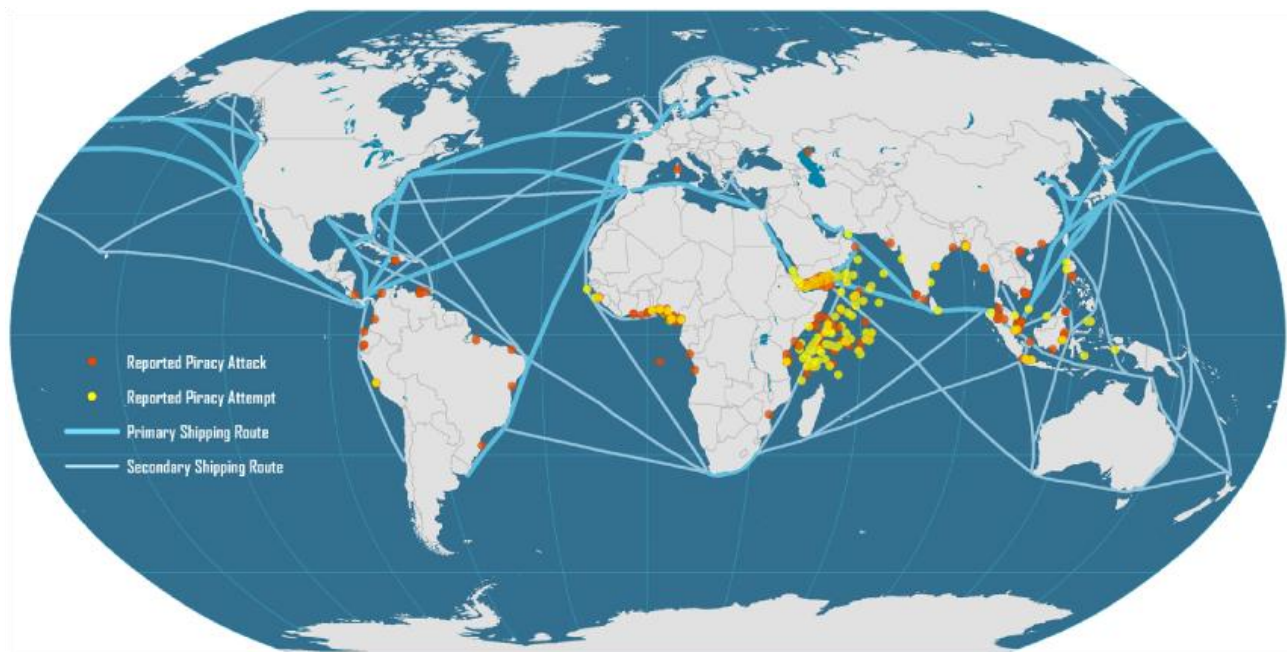 Reported Piracy Attack
Reported Piracy Attempt
Primary Shipping Route
Secondary Shipping Route